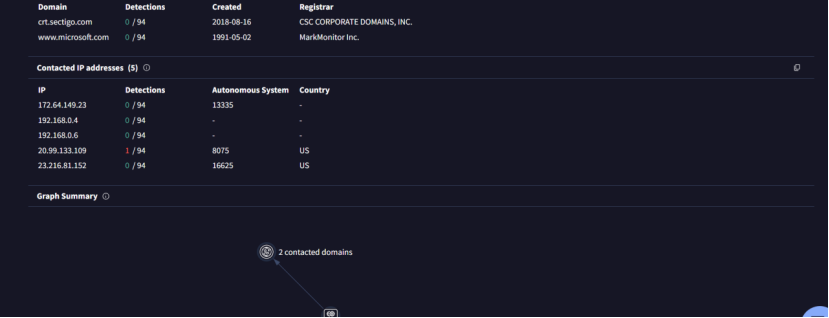 Domain Detections Created Registrar
crt.sectigo.com 0 / 94 2018-08-16 CSC CORPORATE DOMAINS, INC.
www.microsoft.com 0 / 94 1991-05-02 MarkMonitor Inc.
Contacted IP addresses (5)
IP Detections Autonomous System Country
172.64.149.23 0 / 94 13335 -
192.168.0.4 0 / 94 - -
192.168.0.6 0 / 94 - -
20.99.133.109 1 / 94 8075 US
23.216.81.152 0 / 94 16625 US
Graph Summary
2 contacted domains